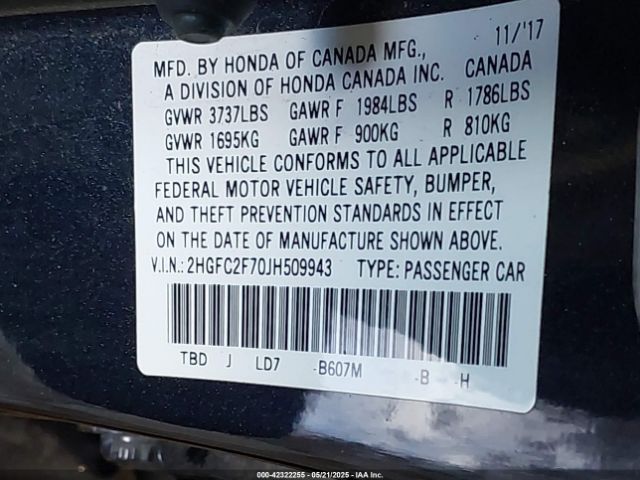 11/'17
MFD. BY HONDA OF CANADA MFG.,
A DIVISION OF HONDA CANADA INC. CANADA
GVWR 3737LBS GAWR F 1984LBS R 1786LBS
GVWR 1695KG GAWR F 900KG R 810KG
THIS VEHICLE CONFORMS TO ALL APPLICABLE
FEDERAL MOTOR VEHICLE SAFETY, BUMPER,
AND THEFT PREVENTION STANDARDS IN EFFECT
ON THE DATE OF MANUFACTURE SHOWN ABOVE.
V.I.N.: 2HGFC2F70JH509943 TYPE: PASSENGER CAR
TBD J LD7 -B607M -B -H
000-42322255 - 05/21/2025 - IAA Inc.